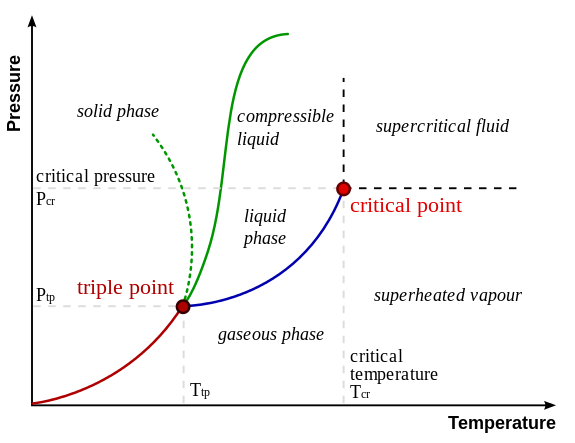 Pressure
solid phase
compressible
liquid
supercritical fluid
critical pressure
Pcr
critical point
liquid
phase
triple point
Ptp
superheated vapour
gaseous phase
critical
temperature
Tcr
Ttp
Temperature